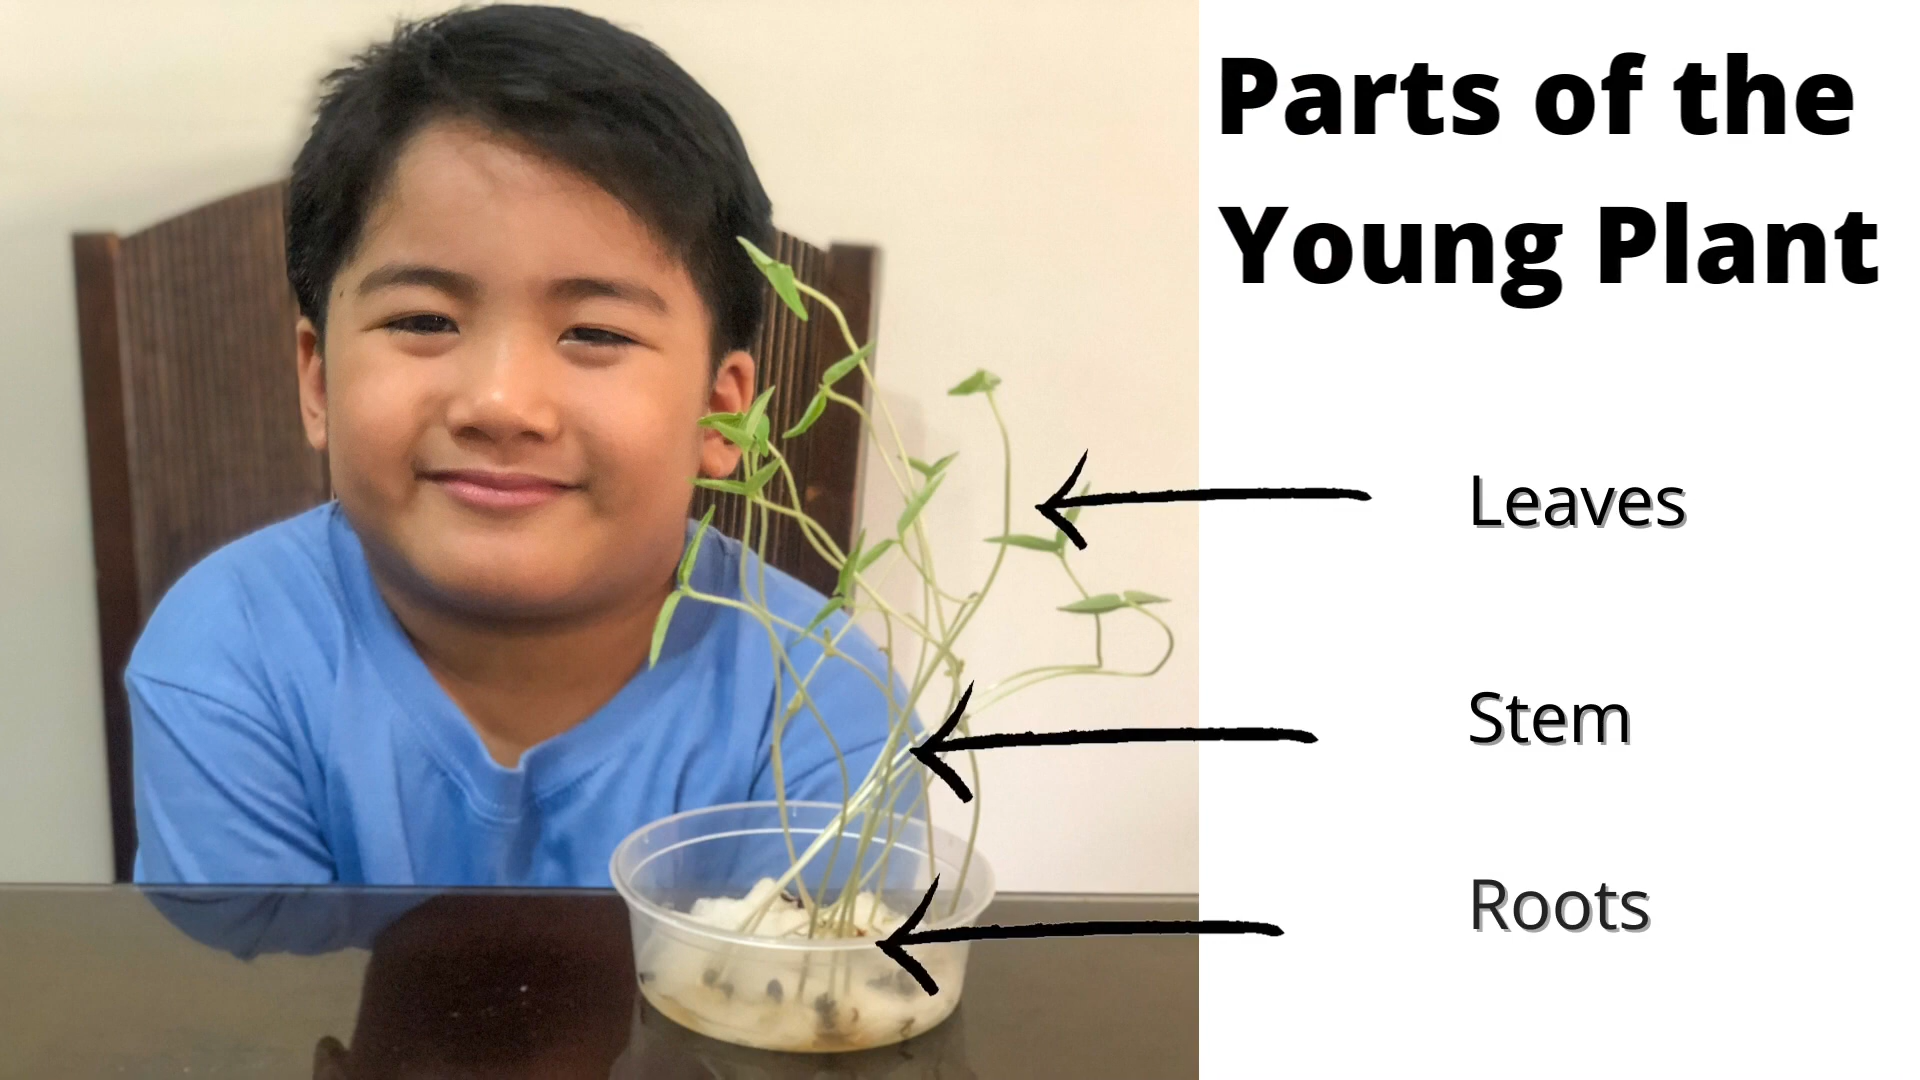 Parts of the
Young Plant
Leaves
Stem
Roots